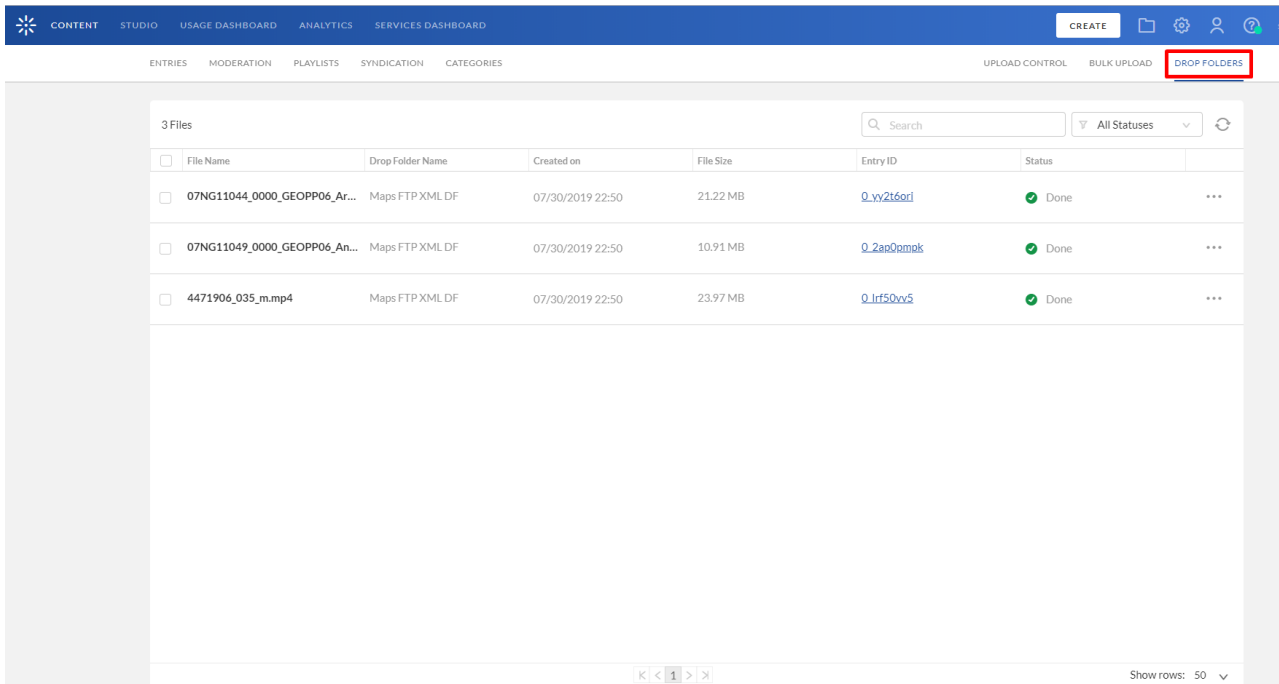 CONTENT STUDIO USAGE DASHBOARD ANALYTICS SERVICES DASHBOARD CREATE
ENTRIES MODERATION PLAYLISTS SYNDICATION CATEGORIES UPLOAD CONTROL BULK UPLOAD DROP FOLDERS
3 Files Search All Statuses
File Name Drop Folder Name Created on File Size Entry ID Status
07NG11044_0000_GEOPP06_Ar... Maps FTP XML DF 07/30/2019 22:50 21.22 MB 0_yy2t6ori Done
07NG11049_0000_GEOPP06_An... Maps FTP XML DF 07/30/2019 22:50 10.91 MB 0_2ap0pmpk Done
4471906_035_m.mp4 Maps FTP XML DF 07/30/2019 22:50 23.97 MB 0_lrf50vv5 Done
1 Show rows: 50